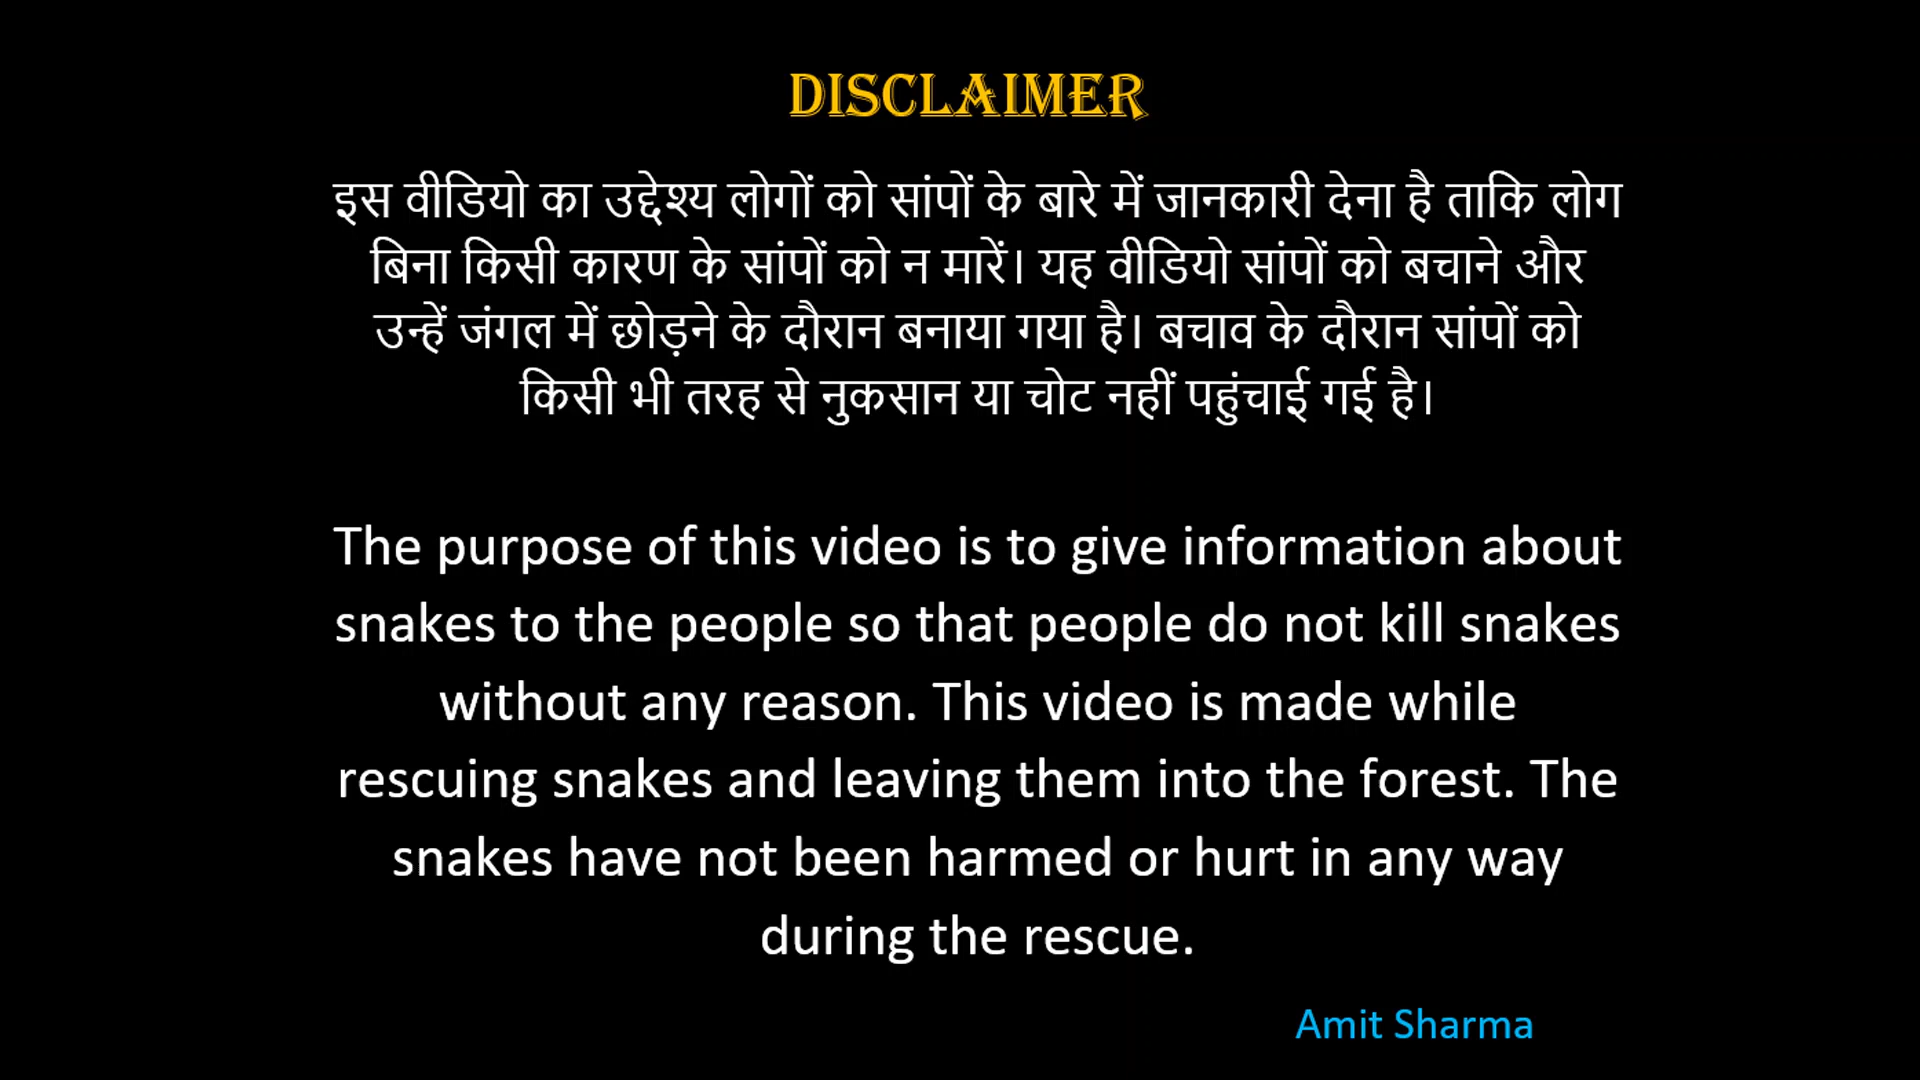 DISCLAIMER
इस वीडियो का उद्देश्य लोगों को सांपों के बारे में जानकारी देना है ताकि लोग
बिना किसी कारण के सांपों को न मारें। यह वीडियो सांपों को बचाने और
उन्हें जंगल में छोड़ने के दौरान बनाया गया है। बचाव के दौरान सांपों को
किसी भी तरह से नुकसान या चोट नहीं पहुंचाई गई है।
The purpose of this video is to give information about
snakes to the people so that people do not kill snakes
without any reason. This video is made while
rescuing snakes and leaving them into the forest. The
snakes have not been harmed or hurt in any way
during the rescue.
Amit Sharma